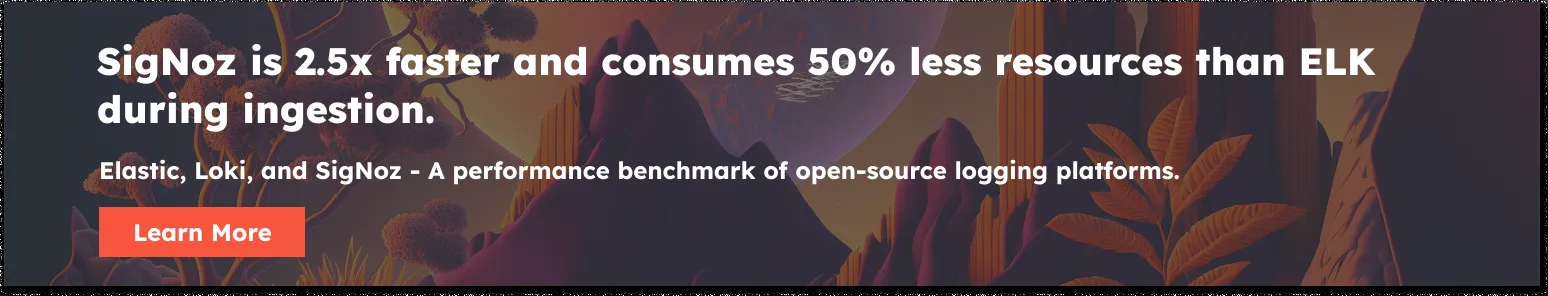 SigNoz is 2.5x faster and consumes 50% less resources than ELK
during ingestion.
Elastic, Loki, and SigNoz - A performance benchmark of open-source logging platforms.
Learn More